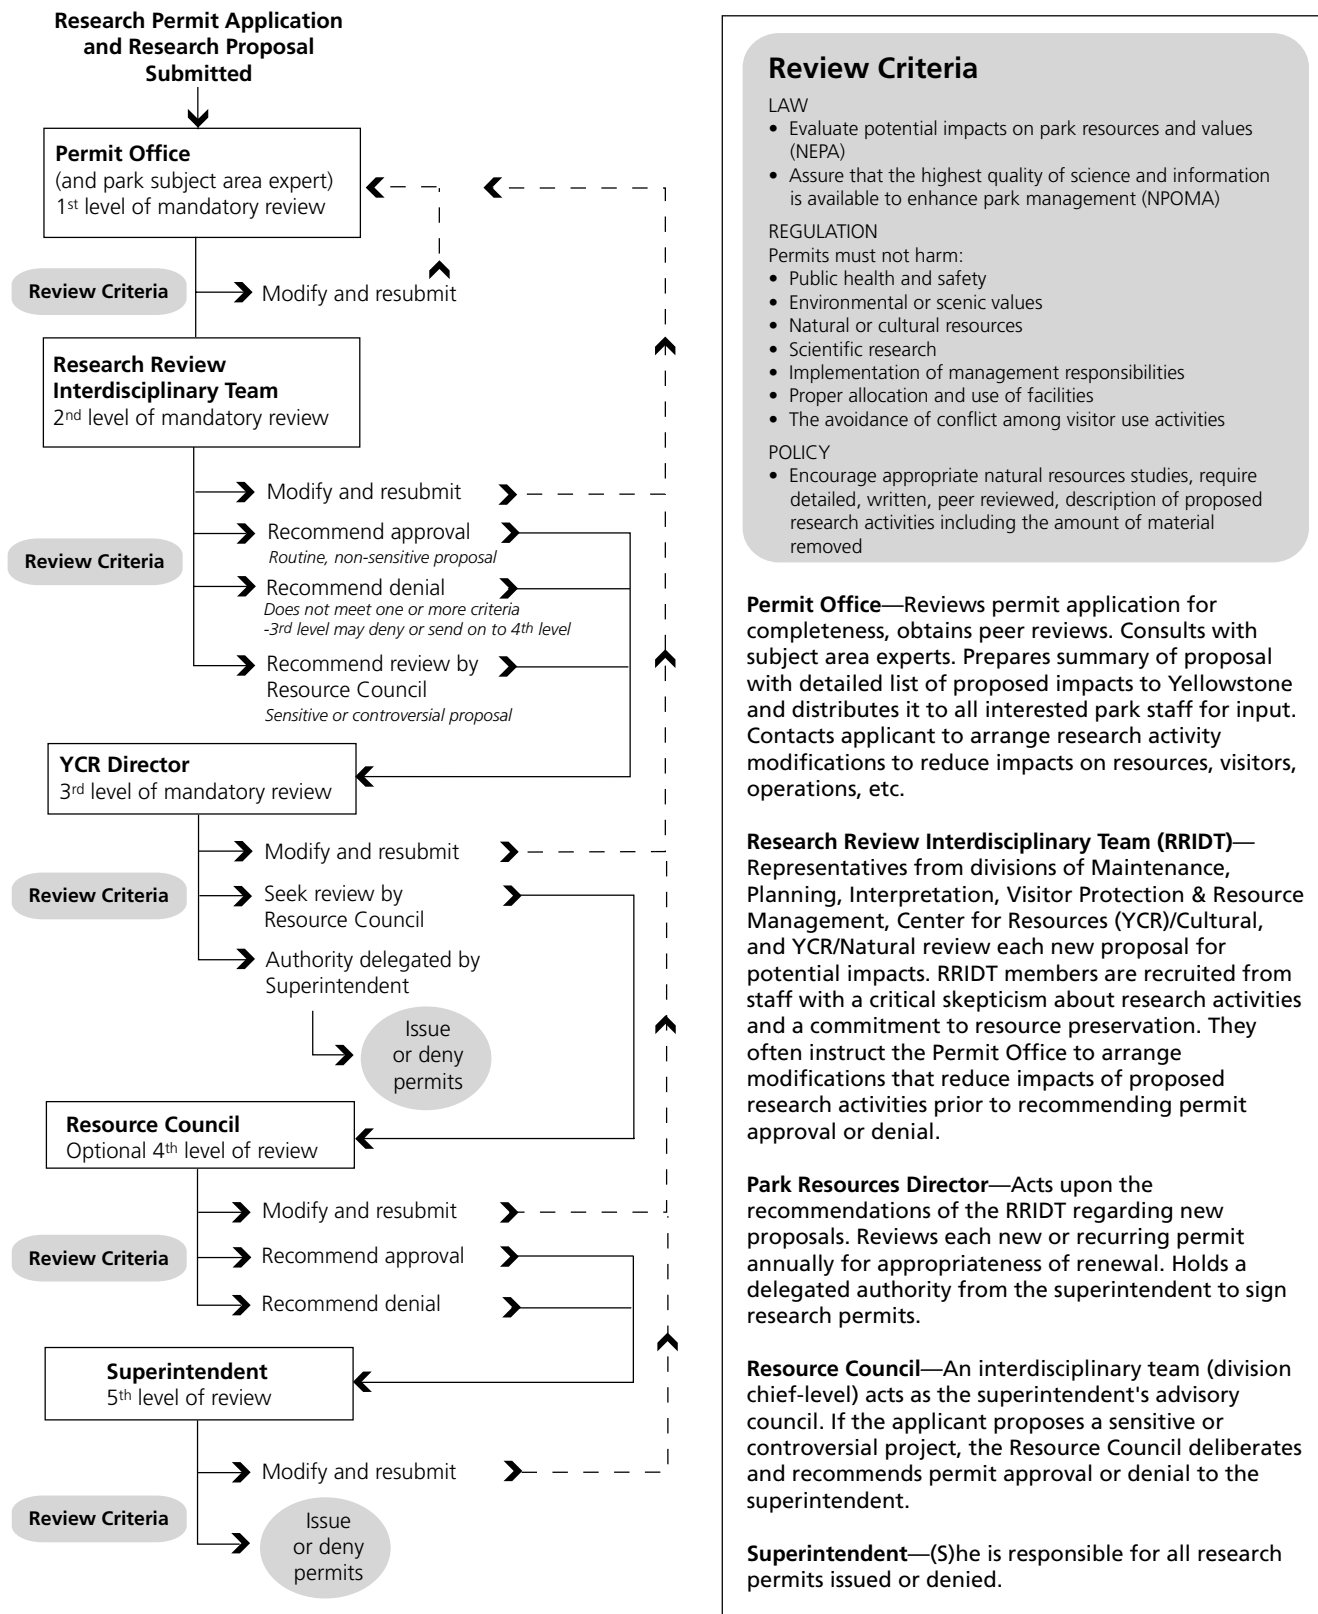 Research Permit Application
and Research Proposal
Submitted
Permit Office
(and park subject area expert)
1st level of mandatory review
Review Criteria
Modify and resubmit
Research Review
Interdisciplinary Team
2nd level of mandatory review
Modify and resubmit
Recommend approval
Routine, non-sensitive proposal
Review Criteria
Recommend denial
Does not meet one or more criteria
-3rd level may deny or send on to 4th level
Recommend review by
Resource Council
Sensitive or controversial proposal
YCR Director
3rd level of mandatory review
Modify and resubmit
Review Criteria
Seek review by
Resource Council
Authority delegated by
Superintendent
Issue
or deny
permits
Resource Council
Optional 4th level of review
Modify and resubmit
Review Criteria
Recommend approval
Recommend denial
Superintendent
5th level of review
Modify and resubmit
Review Criteria
Issue
or deny
permits
Review Criteria
LAW
• Evaluate potential impacts on park resources and values
(NEPA)
• Assure that the highest quality of science and information
is available to enhance park management (NPOMA)
REGULATION
Permits must not harm:
• Public health and safety
• Environmental or scenic values
• Natural or cultural resources
• Scientific research
• Implementation of management responsibilities
• Proper allocation and use of facilities
• The avoidance of conflict among visitor use activities
POLICY
• Encourage appropriate natural resources studies, require
detailed, written, peer reviewed, description of proposed
research activities including the amount of material
removed
Permit Office—Reviews permit application for
completeness, obtains peer reviews. Consults with
subject area experts. Prepares summary of proposal
with detailed list of proposed impacts to Yellowstone
and distributes it to all interested park staff for input.
Contacts applicant to arrange research activity
modifications to reduce impacts on resources, visitors,
operations, etc.
Research Review Interdisciplinary Team (RRIDT)—
Representatives from divisions of Maintenance,
Planning, Interpretation, Visitor Protection & Resource
Management, Center for Resources (YCR)/Cultural,
and YCR/Natural review each new proposal for
potential impacts. RRIDT members are recruited from
staff with a critical skepticism about research activities
and a commitment to resource preservation. They
often instruct the Permit Office to arrange
modifications that reduce impacts of proposed
research activities prior to recommending permit
approval or denial.
Park Resources Director—Acts upon the
recommendations of the RRIDT regarding new
proposals. Reviews each new or recurring permit
annually for appropriateness of renewal. Holds a
delegated authority from the superintendent to sign
research permits.
Resource Council—An interdisciplinary team (division
chief-level) acts as the superintendent's advisory
council. If the applicant proposes a sensitive or
controversial project, the Resource Council deliberates
and recommends permit approval or denial to the
superintendent.
Superintendent—(S)he is responsible for all research
permits issued or denied.